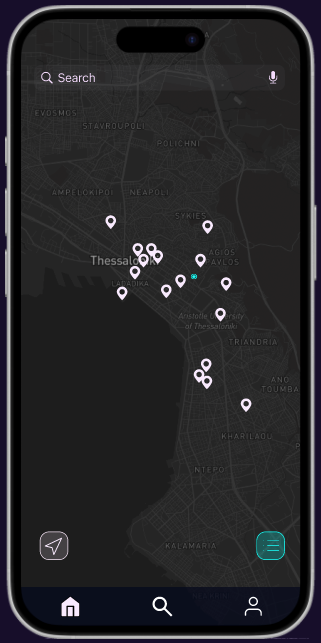 Search
EVOSMOS
STAVROUPOLI
POLICHNI
AMPELOKIPOI
NEAPOLI
SYKIES
Thessaloniki
AGIOS
LADADIKA
Aristotle University
of Thessaloniki
TRIANDRIA
ANO
TOUMBA
KHARILAOU
NTEPO
KALAMARIA